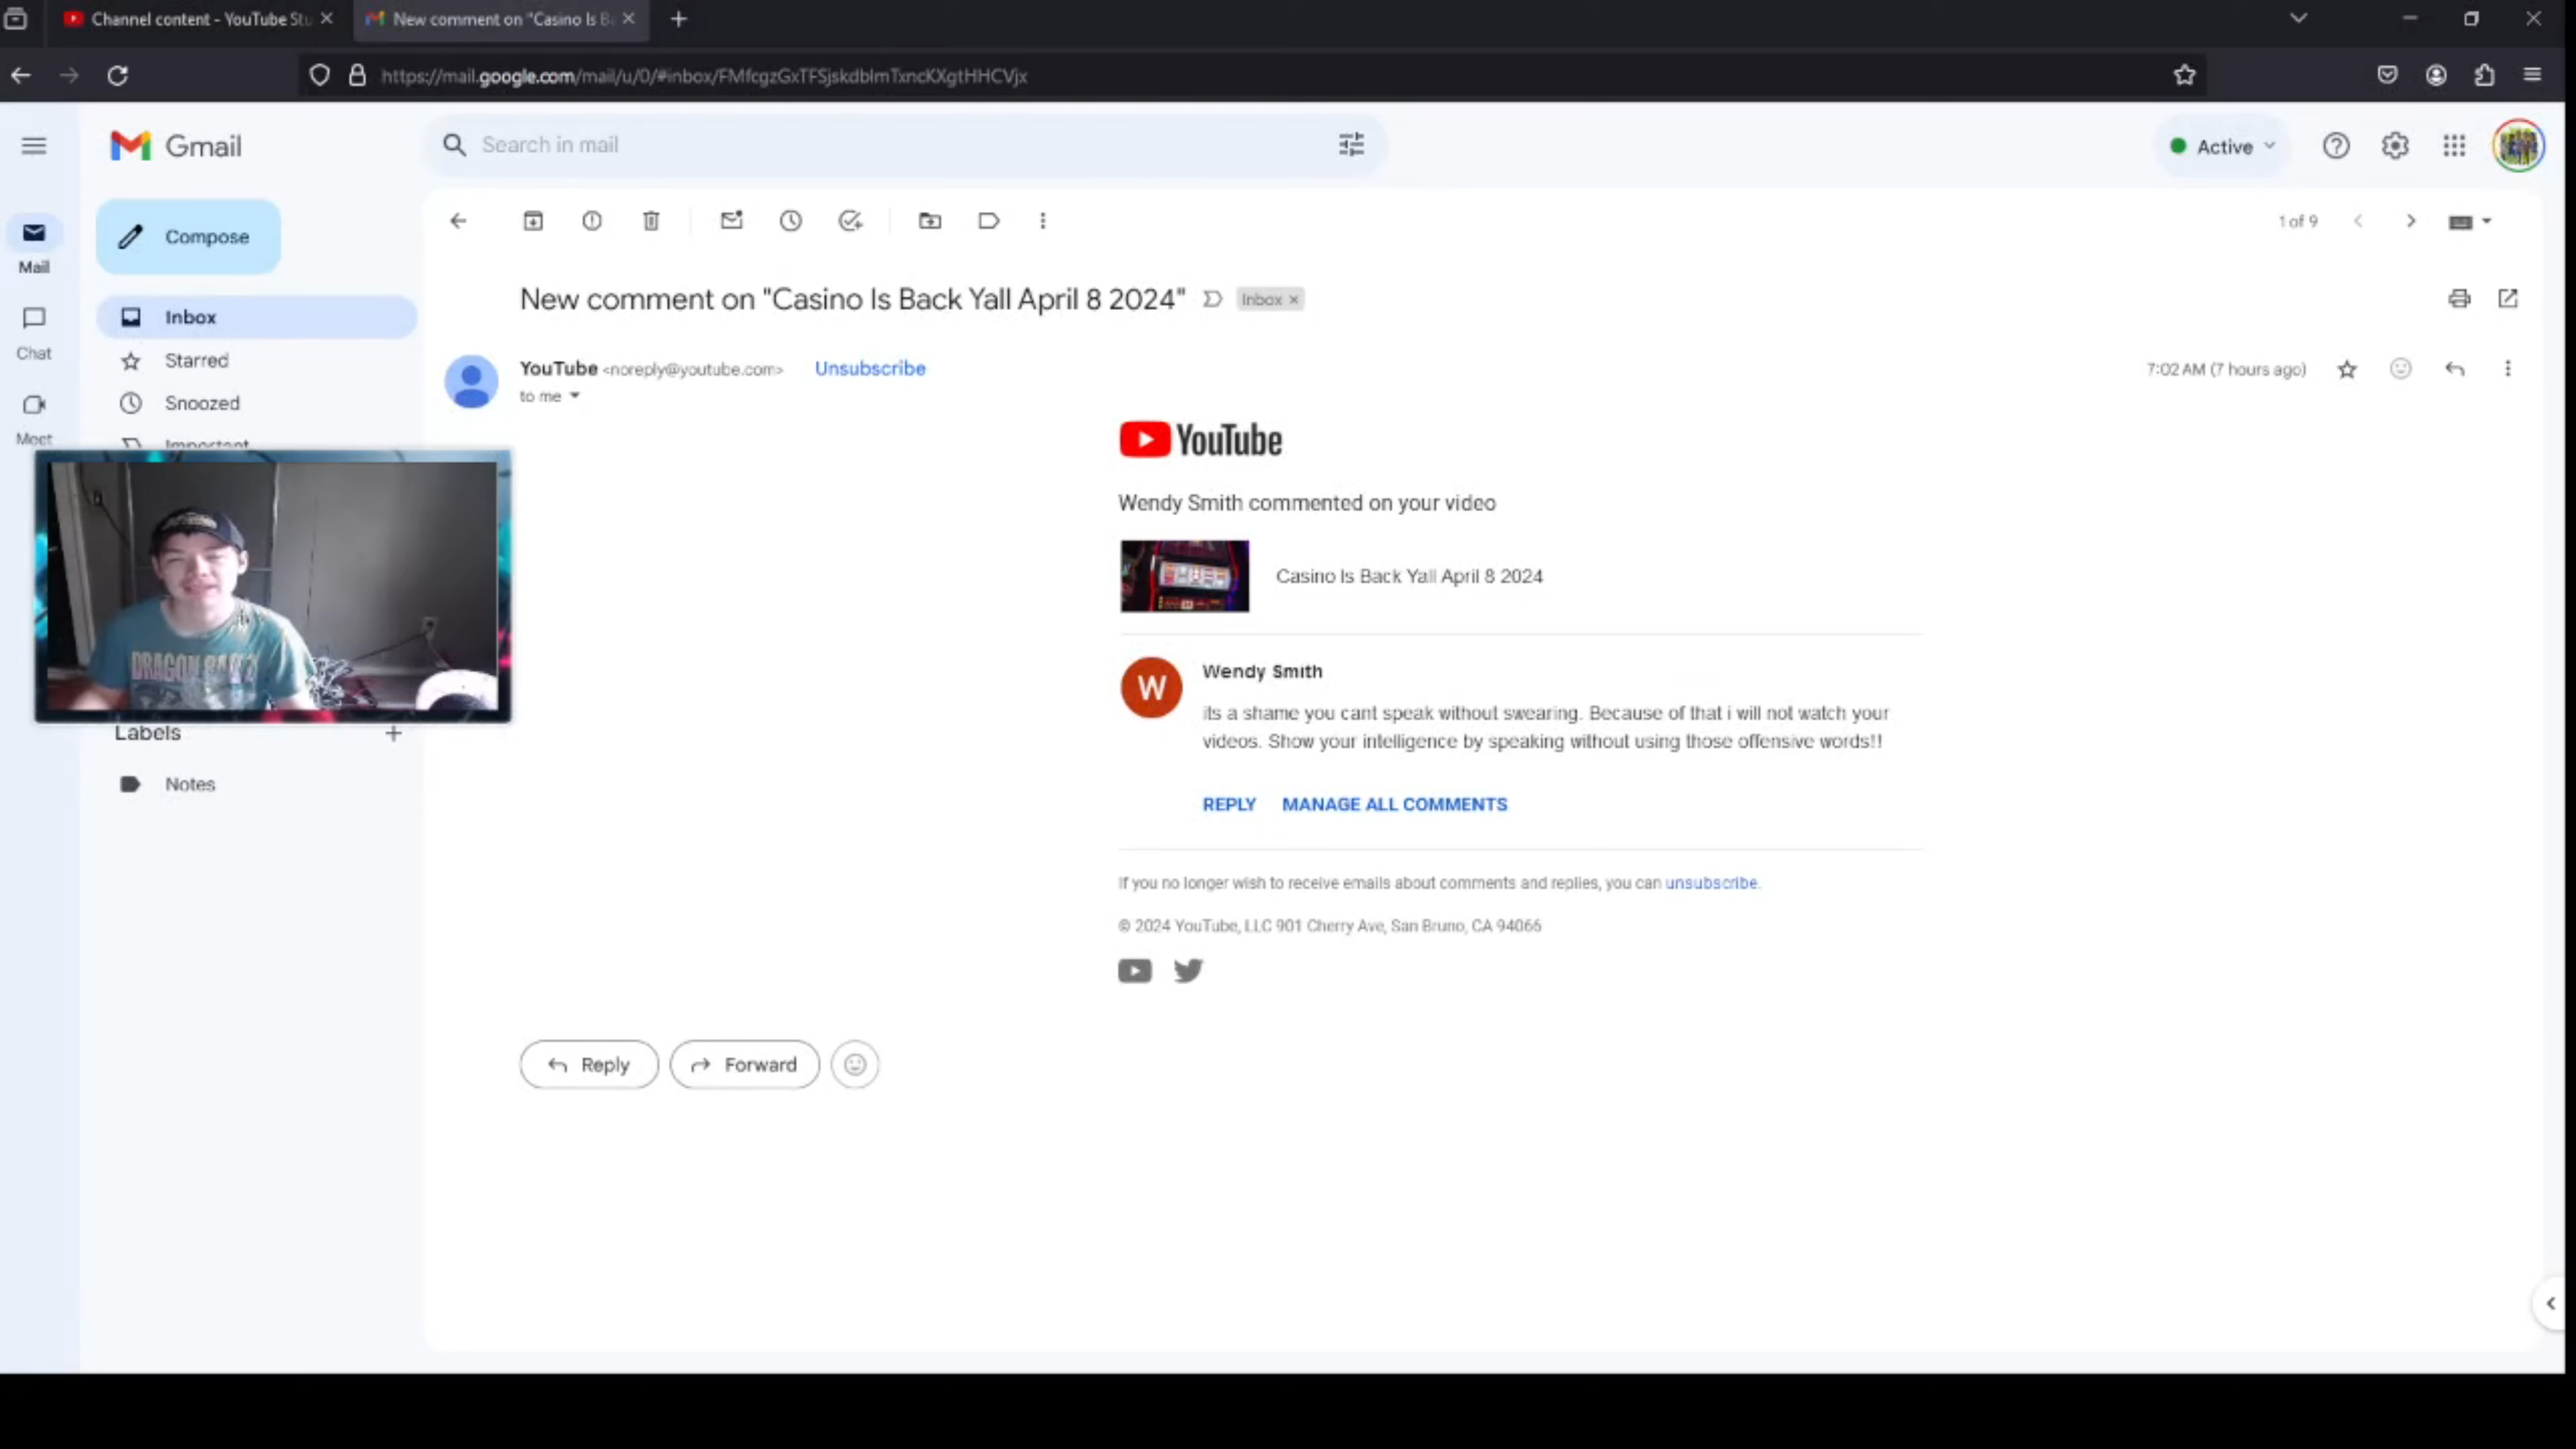 Channel content - YouTube Stu
New comment on "Casino Is Ba
https://mail.google.com/mail/u/0/#inbox/FMfcgzGxTFSjskdblmTxncKXgtHHCVjx
Gmail
Search in mail
Active
Compose
1 of 9
Mail
New comment on "Casino Is Back Yall April 8 2024"
Inbox ×
Inbox
Chat
Starred
YouTube <noreply@youtube.com> Unsubscribe
7:02 AM (7 hours ago)
to me
Snoozed
Meet
Important
YouTube
Wendy Smith commented on your video
Casino Is Back Yall April 8 2024
DRAGON BALL Z
Wendy Smith
W
its a shame you cant speak without swearing. Because of that i will not watch your
videos. Show your intelligence by speaking without using those offensive words!!
Labels
Notes
REPLY MANAGE ALL COMMENTS
If you no longer wish to receive emails about comments and replies, you can unsubscribe.
© 2024 YouTube, LLC 901 Cherry Ave, San Bruno, CA 94066
Reply
Forward